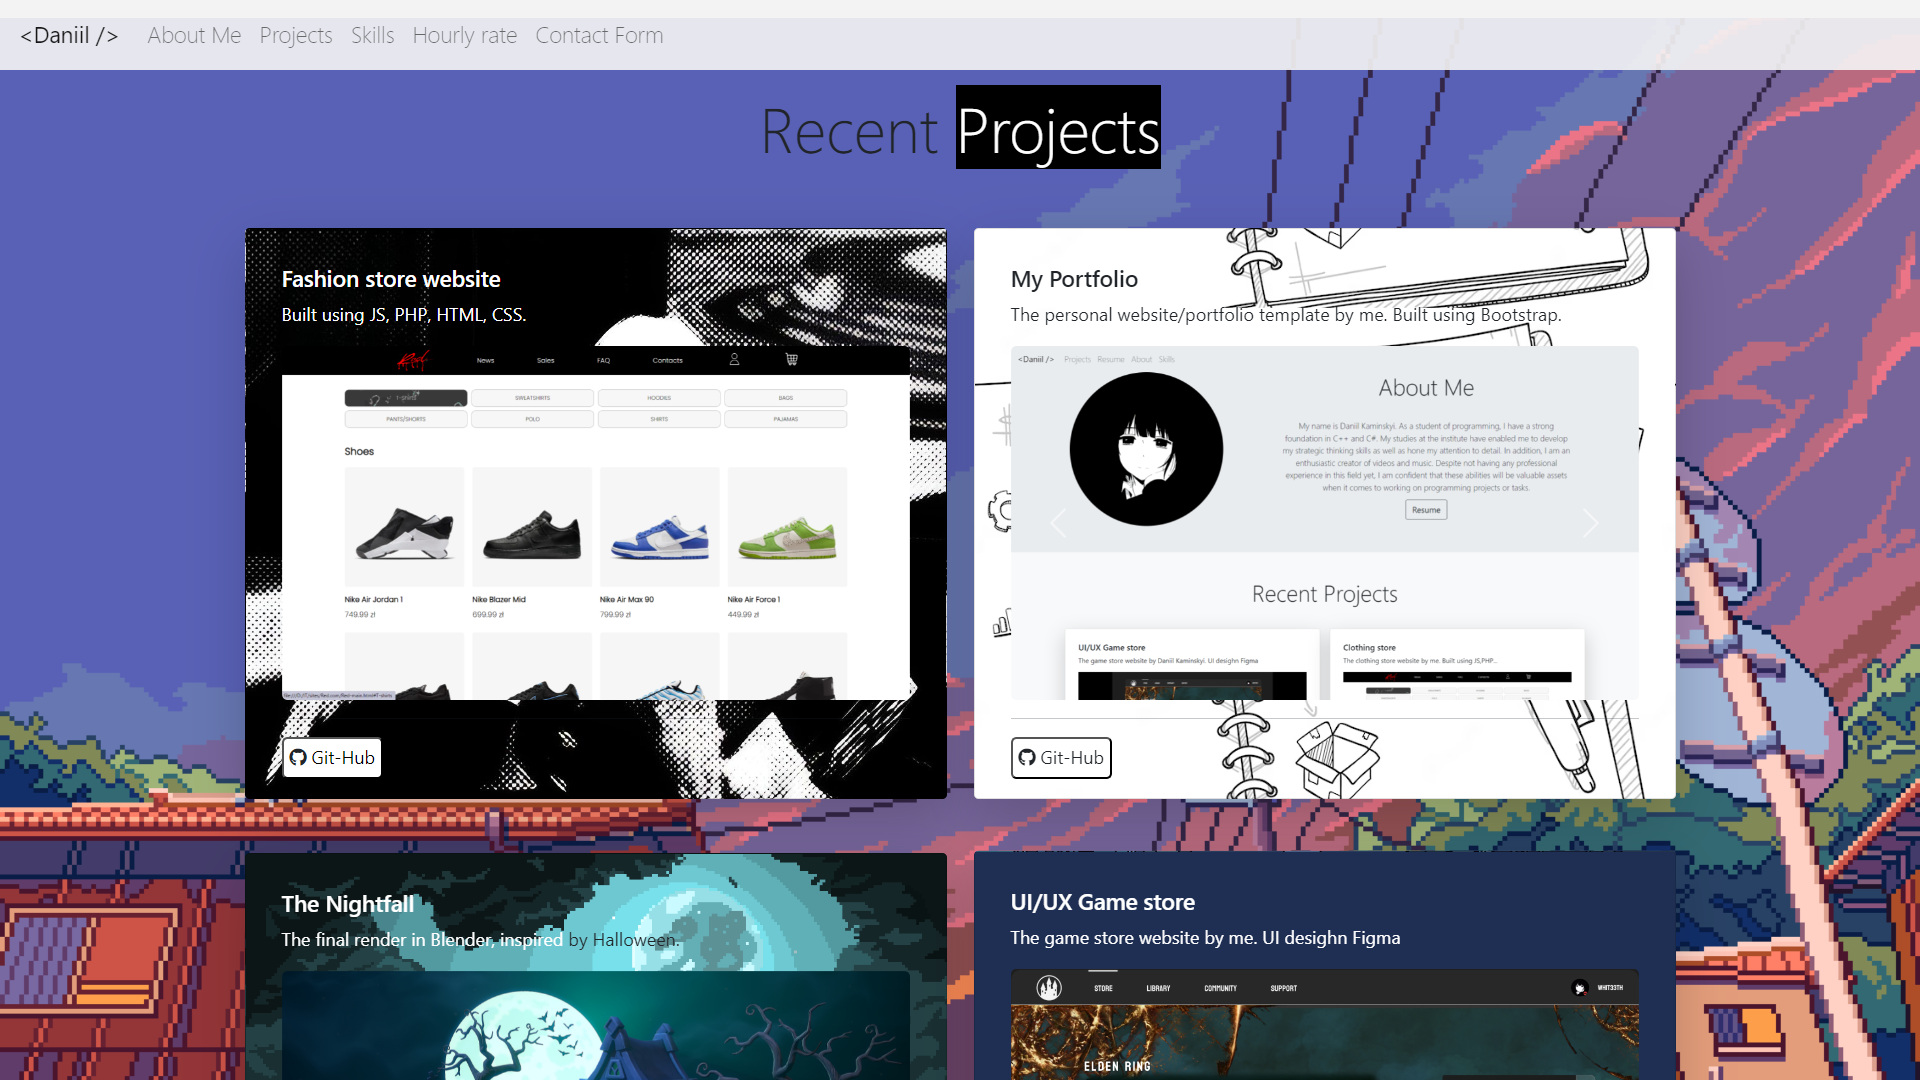 <Daniil /> About Me Projects Skills Hourly rate Contact Form
Recent Projects
Fashion store website
Built using JS, PHP, HTML, CSS.
News Sales FAQ Contacts
T-shirts SWEATSHIRTS HOODIES BAGS
PANTS/SHORTS POLO SHIRTS PAJAMAS
Shoes
Nike Air Jordan 1 Nike Blazer Mid Nike Air Max 90 Nike Air Force 1
749.99 zł 699.99 zł 799.99 zł 449.99 zł
Git-Hub
My Portfolio
The personal website/portfolio template by me. Built using Bootstrap.
<Daniil /> Projects Resume About Skills
About Me
My name is Daniil Kaminskyi. As a student of programming, I have a strong
foundation in C++ and C#. My studies at the institute have enabled me to develop
my strategic thinking skills as well as hone my attention to detail. In addition, I am an
enthusiastic creator of videos and music. Despite not having any professional
experience in this field yet, I am confident that these abilities will be valuable assets
when it comes to working on programming projects or tasks.
Resume
Recent Projects
UI/UX Game store
The game store website by Daniil Kaminskyi. UI desighn Figma
Clothing store
The clothing store website by me. Built using JS,PHP...
Git-Hub
The Nightfall
The final render in Blender, inspired by Halloween.
UI/UX Game store
The game store website by me. UI desighn Figma
STORE LIBRARY COMMUNITY SUPPORT WHIT33TH
ELDEN RING